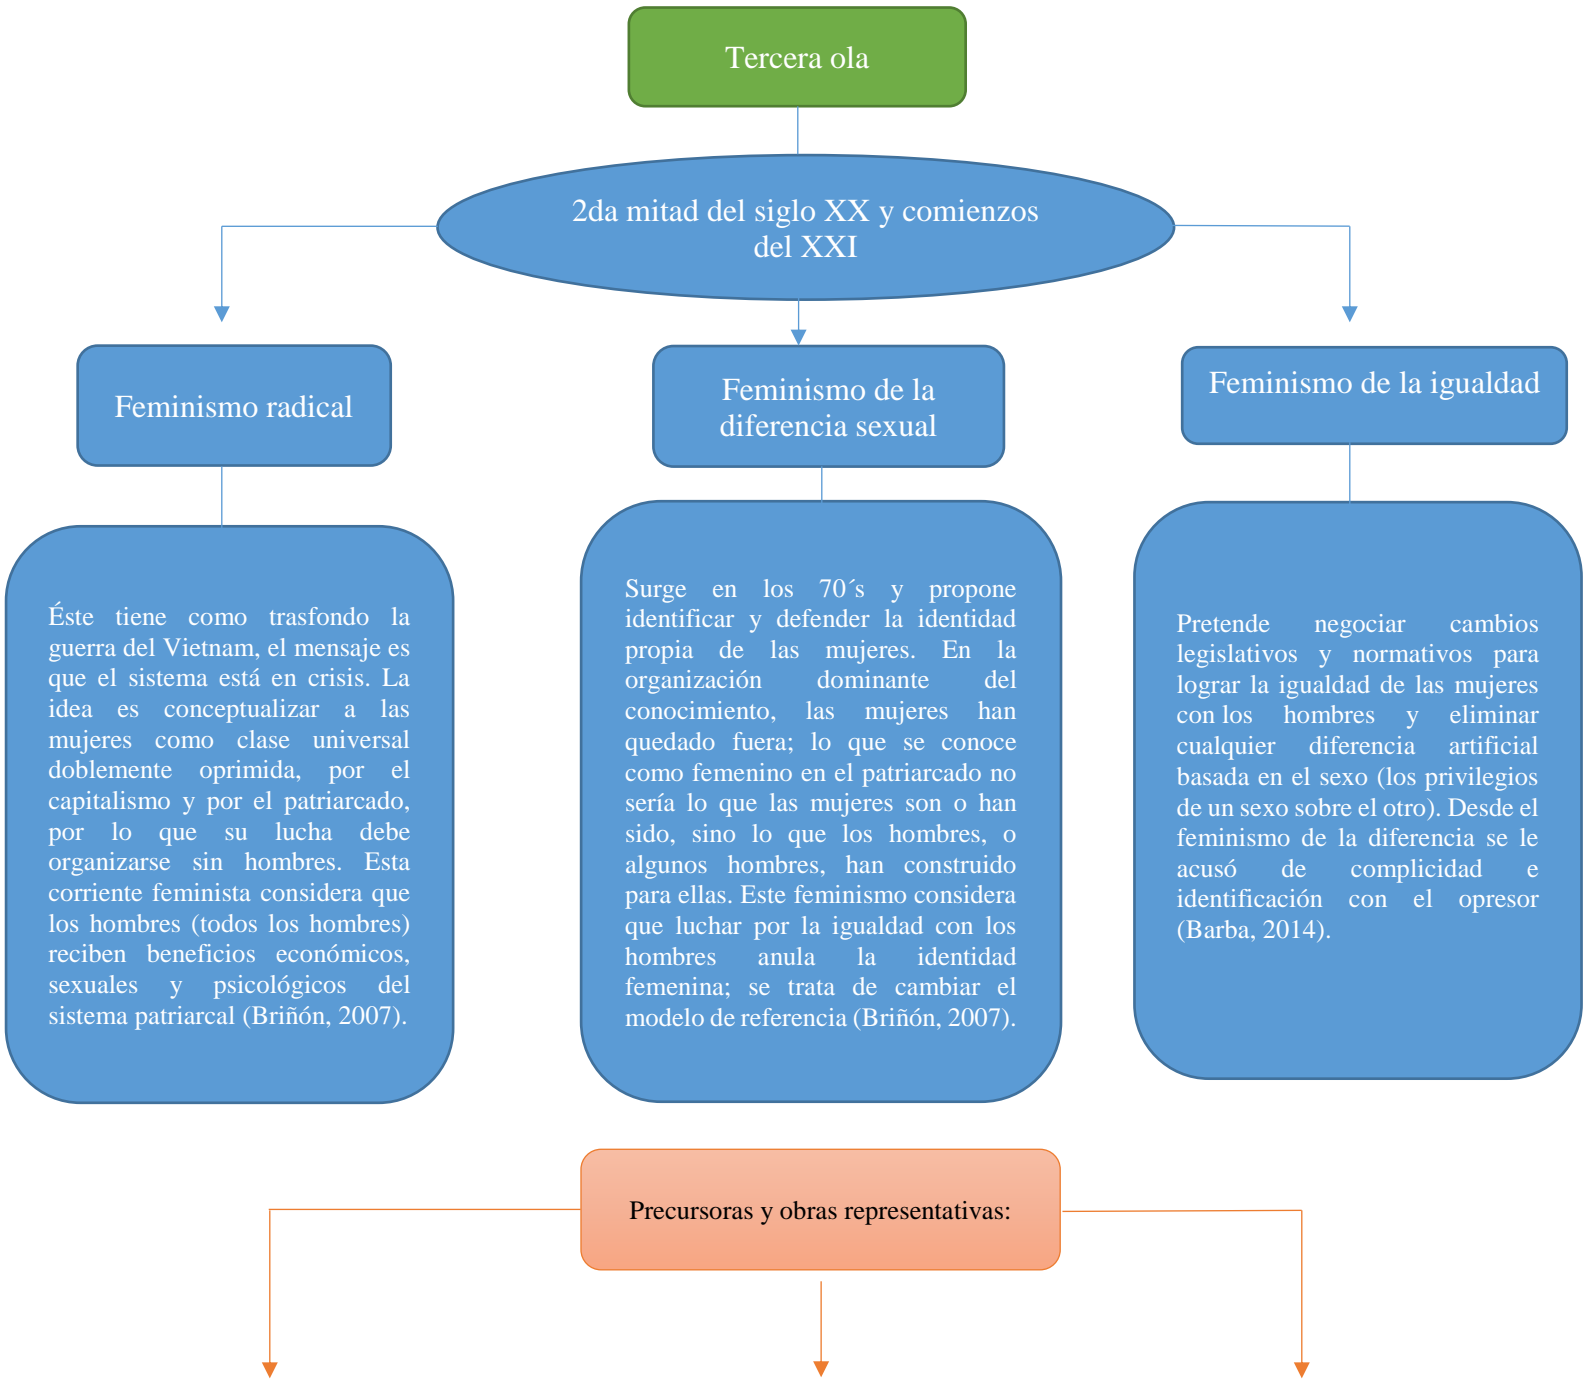 Tercera ola
2da mitad del siglo XX y comienzos
del XXI
Feminismo radical
Feminismo de la
diferencia sexual
Feminismo de la igualdad
Éste tiene como trasfondo la
guerra del Vietnam, el mensaje es
que el sistema está en crisis. La
idea es conceptualizar a las
mujeres como clase universal
doblemente oprimida, por el
capitalismo y por el patriarcado,
por lo que su lucha debe
organizarse sin hombres. Esta
corriente feminista considera que
los hombres (todos los hombres)
reciben beneficios económicos,
sexuales y psicológicos del
sistema patriarcal (Briñón, 2007).
Surge en los 70´s y propone
identificar y defender la identidad
propia de las mujeres. En la
organización dominante del
conocimiento, las mujeres han
quedado fuera; lo que se conoce
como femenino en el patriarcado no
sería lo que las mujeres son o han
sido, sino lo que los hombres, o
algunos hombres, han construido
para ellas. Este feminismo considera
que luchar por la igualdad con los
hombres anula la identidad
femenina; se trata de cambiar el
modelo de referencia (Briñón, 2007).
Pretende negociar cambios
legislativos y normativos para
lograr la igualdad de las mujeres
con los hombres y eliminar
cualquier diferencia artificial
basada en el sexo (los privilegios
de un sexo sobre el otro). Desde el
feminismo de la diferencia se le
acusó de complicidad e
identificación con el opresor
(Barba, 2014).
Precursoras y obras representativas: